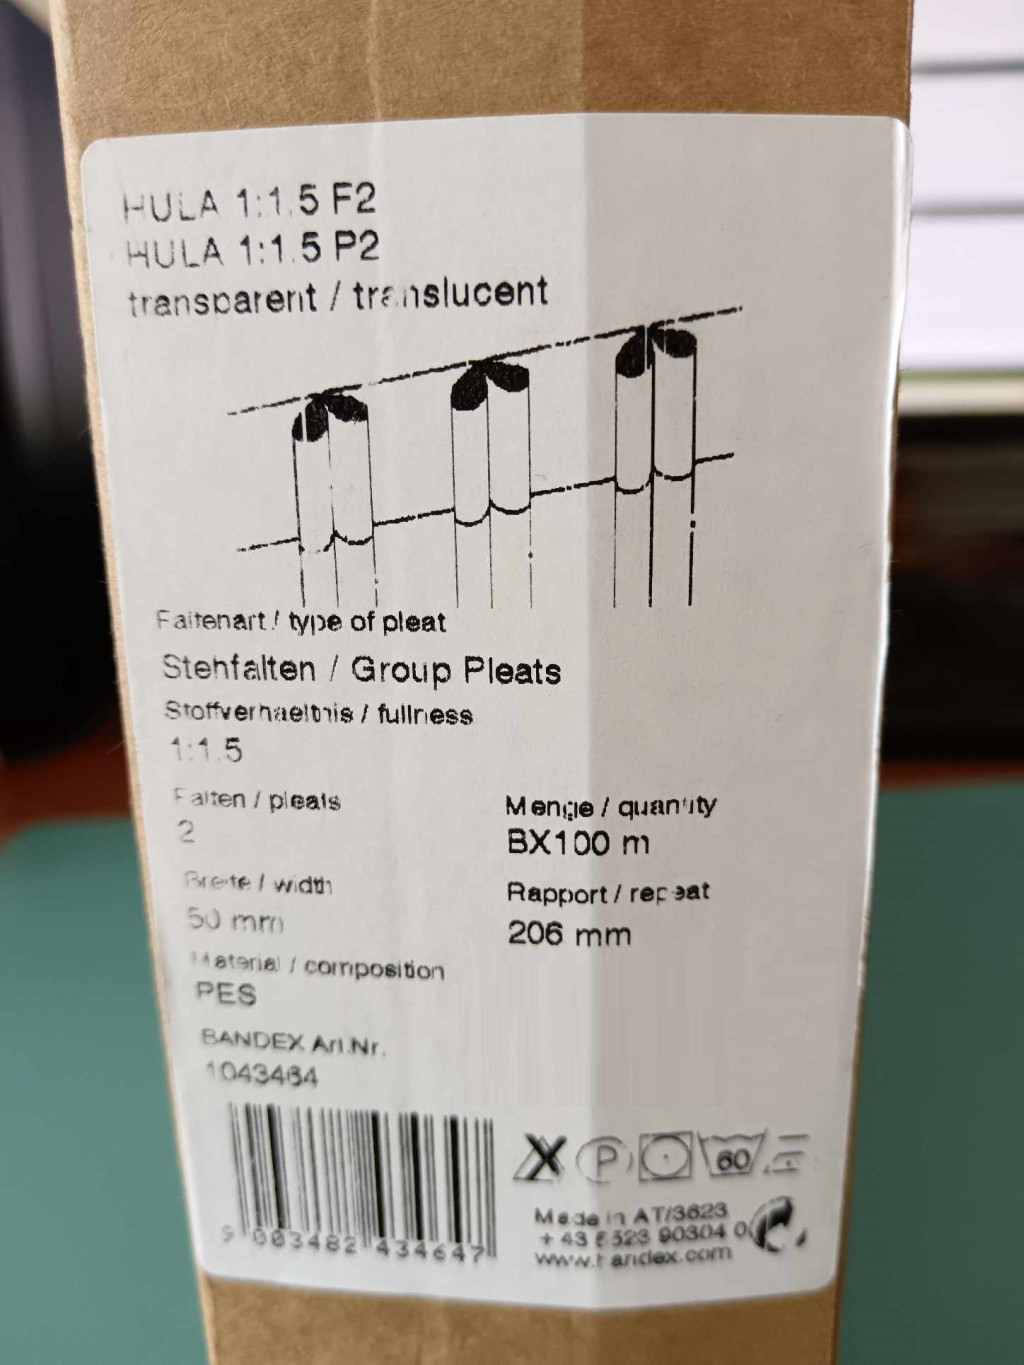 HULA 1:1.5 F2
HULA 1:1.5 P2
transparent / translucent
Faltenart / type of pleat
Stehfalten / Group Pleats
Stoffverhaeltnis / fullness
1:1.5
Falten / pleats
2
Menge / quantity
BX100 m
Breite / width
50 mm
Rapport / repeat
206 mm
Material / composition
PES
BANDEX Art.Nr.
1043464
9 003482 434647
P
60
Made in AT/3623
+ 43 6523 90304 0
www.bandex.com